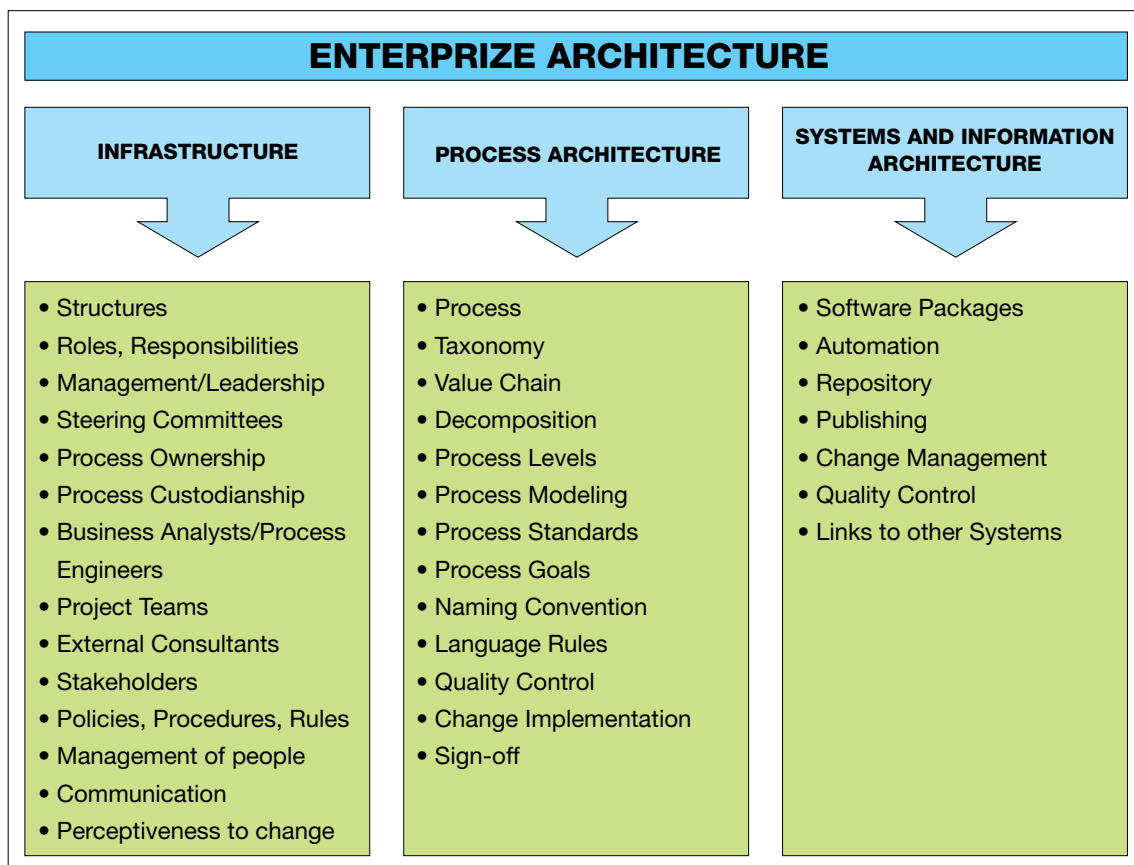 ENTERPRIZE ARCHITECTURE
INFRASTRUCTURE
• Structures
• Roles, Responsibilities
• Management/Leadership
• Steering Committees
• Process Ownership
• Process Custodianship
• Business Analysts/Process
Engineers
• Project Teams
• External Consultants
• Stakeholders
• Policies, Procedures, Rules
• Management of people
• Communication
• Perceptiveness to change
PROCESS ARCHITECTURE
• Process
• Taxonomy
• Value Chain
• Decomposition
• Process Levels
• Process Modeling
• Process Standards
• Process Goals
• Naming Convention
• Language Rules
• Quality Control
• Change Implementation
• Sign-off
SYSTEMS AND INFORMATION
ARCHITECTURE
• Software Packages
• Automation
• Repository
• Publishing
• Change Management
• Quality Control
• Links to other Systems